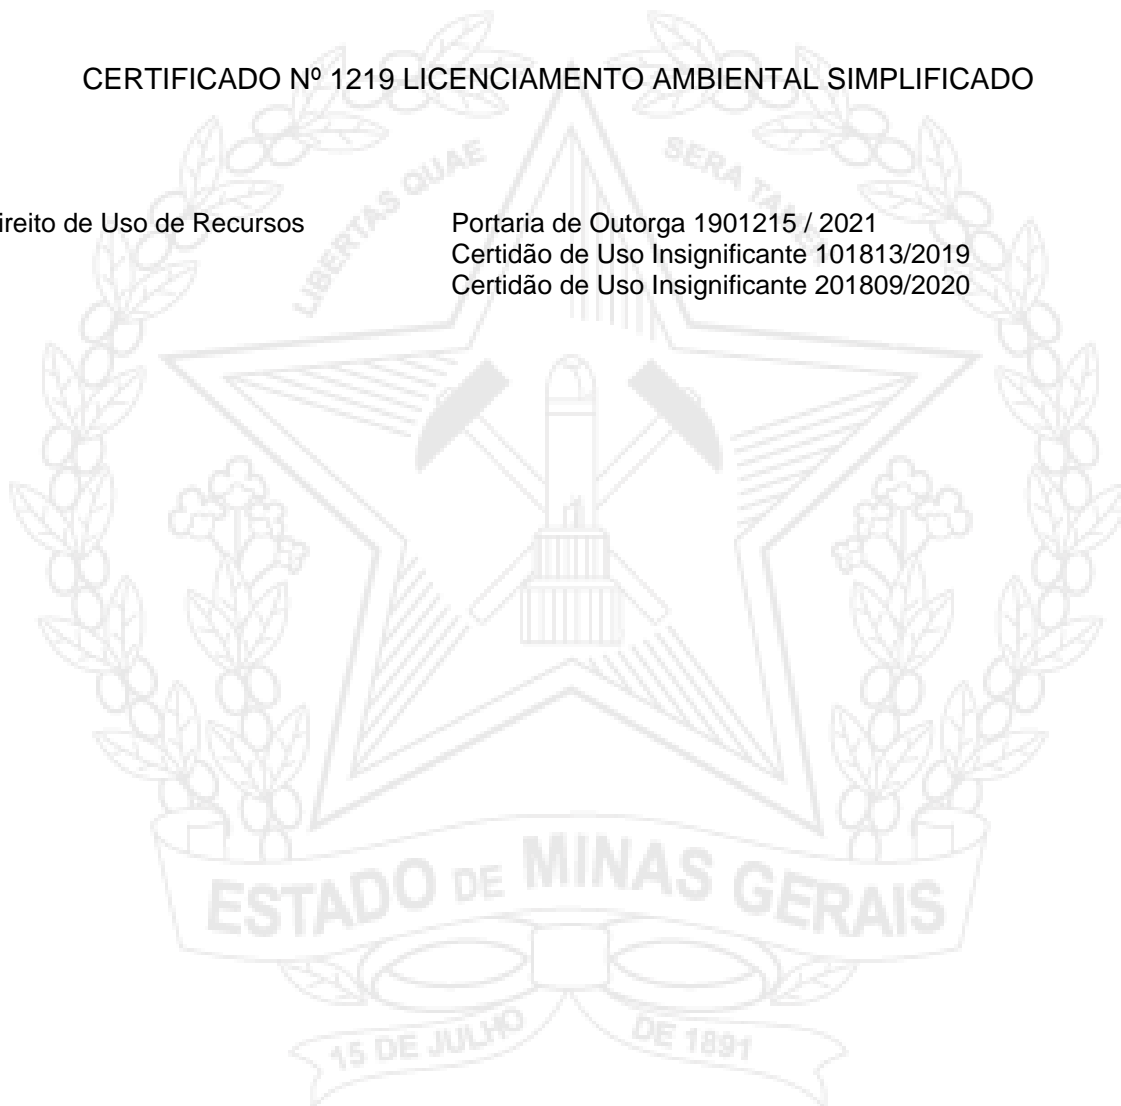 CERTIFICADO Nº 1219 LICENCIAMENTO AMBIENTAL SIMPLIFICADO
ireito de Uso de Recursos Portaria de Outorga 1901215 / 2021
Certidão de Uso Insignificante 101813/2019
Certidão de Uso Insignificante 201809/2020
LIBERTAS QUAE SERA
ESTADO DE MINAS GERAIS
15 DE JULHO DE 1891